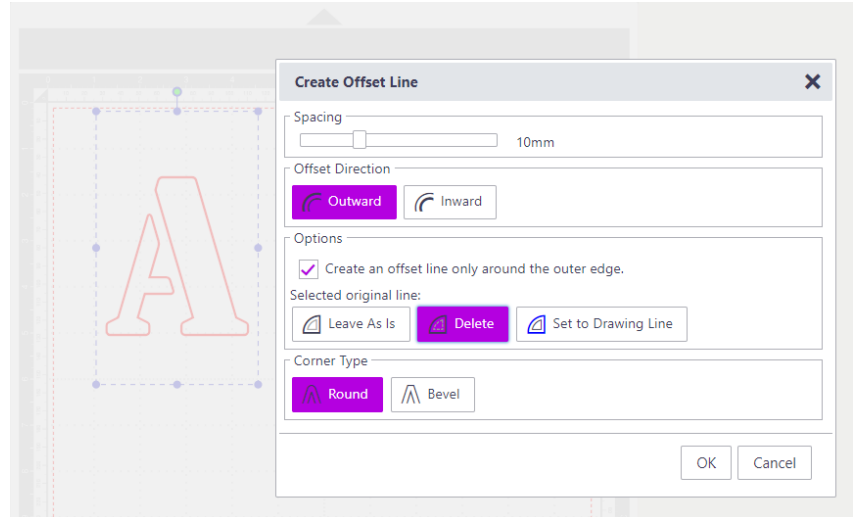 Create Offset Line
Spacing
10mm
Offset Direction
Outward Inward
Options
Create an offset line only around the outer edge.
Selected original line:
Leave As Is Delete Set to Drawing Line
Corner Type
Round Bevel
OK Cancel
A